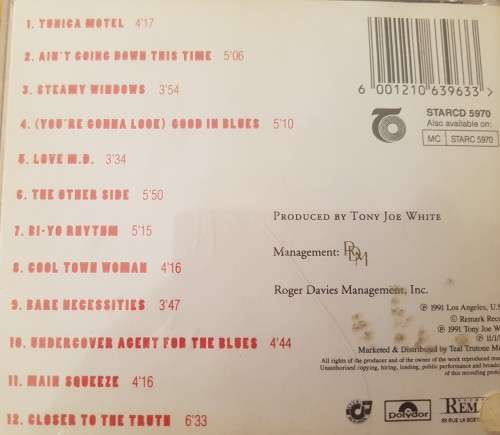 1. TUNICA MOTEL 4'17
2. AIN'T GOING DOWN THIS TIME 5'06
3. STEAMY WINDOWS 3'54
4. (YOU'RE GONNA LOOK) GOOD IN BLUES 5'10
5. LOVE M.D. 3'34
6. THE OTHER SIDE 5'50
7. BI-YO RHYTHM 5'15
8. COOL TOWN WOMAN 4'16
9. BARE NECESSITIES 3'47
10. UNDERCOVER AGENT FOR THE BLUES 4'44
11. MAIN SQUEEZE 4'16
12. CLOSER TO THE TRUTH 6'33
6 001210 639633 >
STARCD 5970
Also available on:
MC STARC 5970
PRODUCED BY TONY JOE WHITE
Management: RDM
Roger Davies Management, Inc.
℗ 1991 Los Angeles, U.S
© Remark Rec
℗ 1991 Tony Joe W
11/1/
Marketed & Distributed by Teal Trutone M
All rights of the producer and of the owner of the work reproduced
Unauthorised copying, hiring, lending, public performance and broadc
of this recording
Polydor
REM